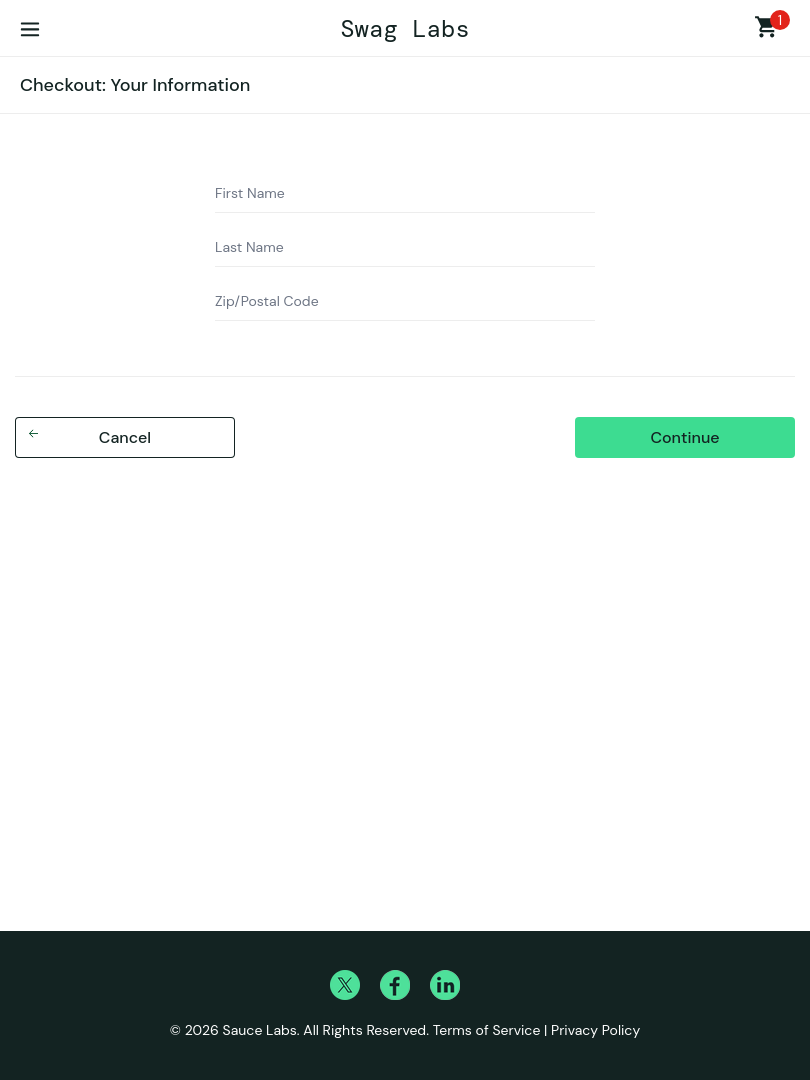 Swag Labs
1
Checkout: Your Information
First Name
Last Name
Zip/Postal Code
Cancel
Continue
© 2026 Sauce Labs. All Rights Reserved. Terms of Service | Privacy Policy